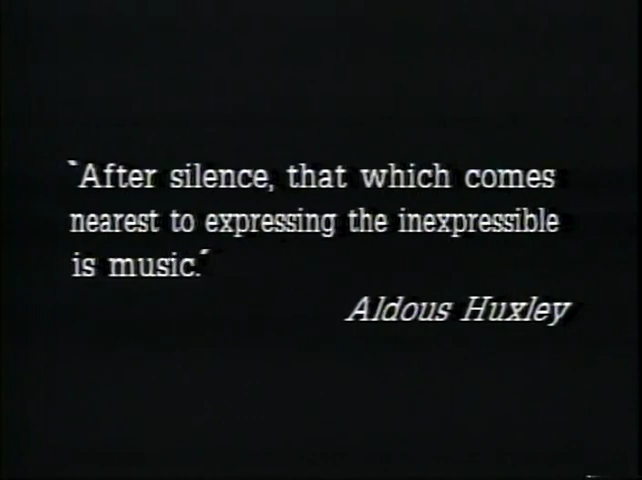 "After silence, that which comes
nearest to expressing the inexpressible
is music."
Aldous Huxley